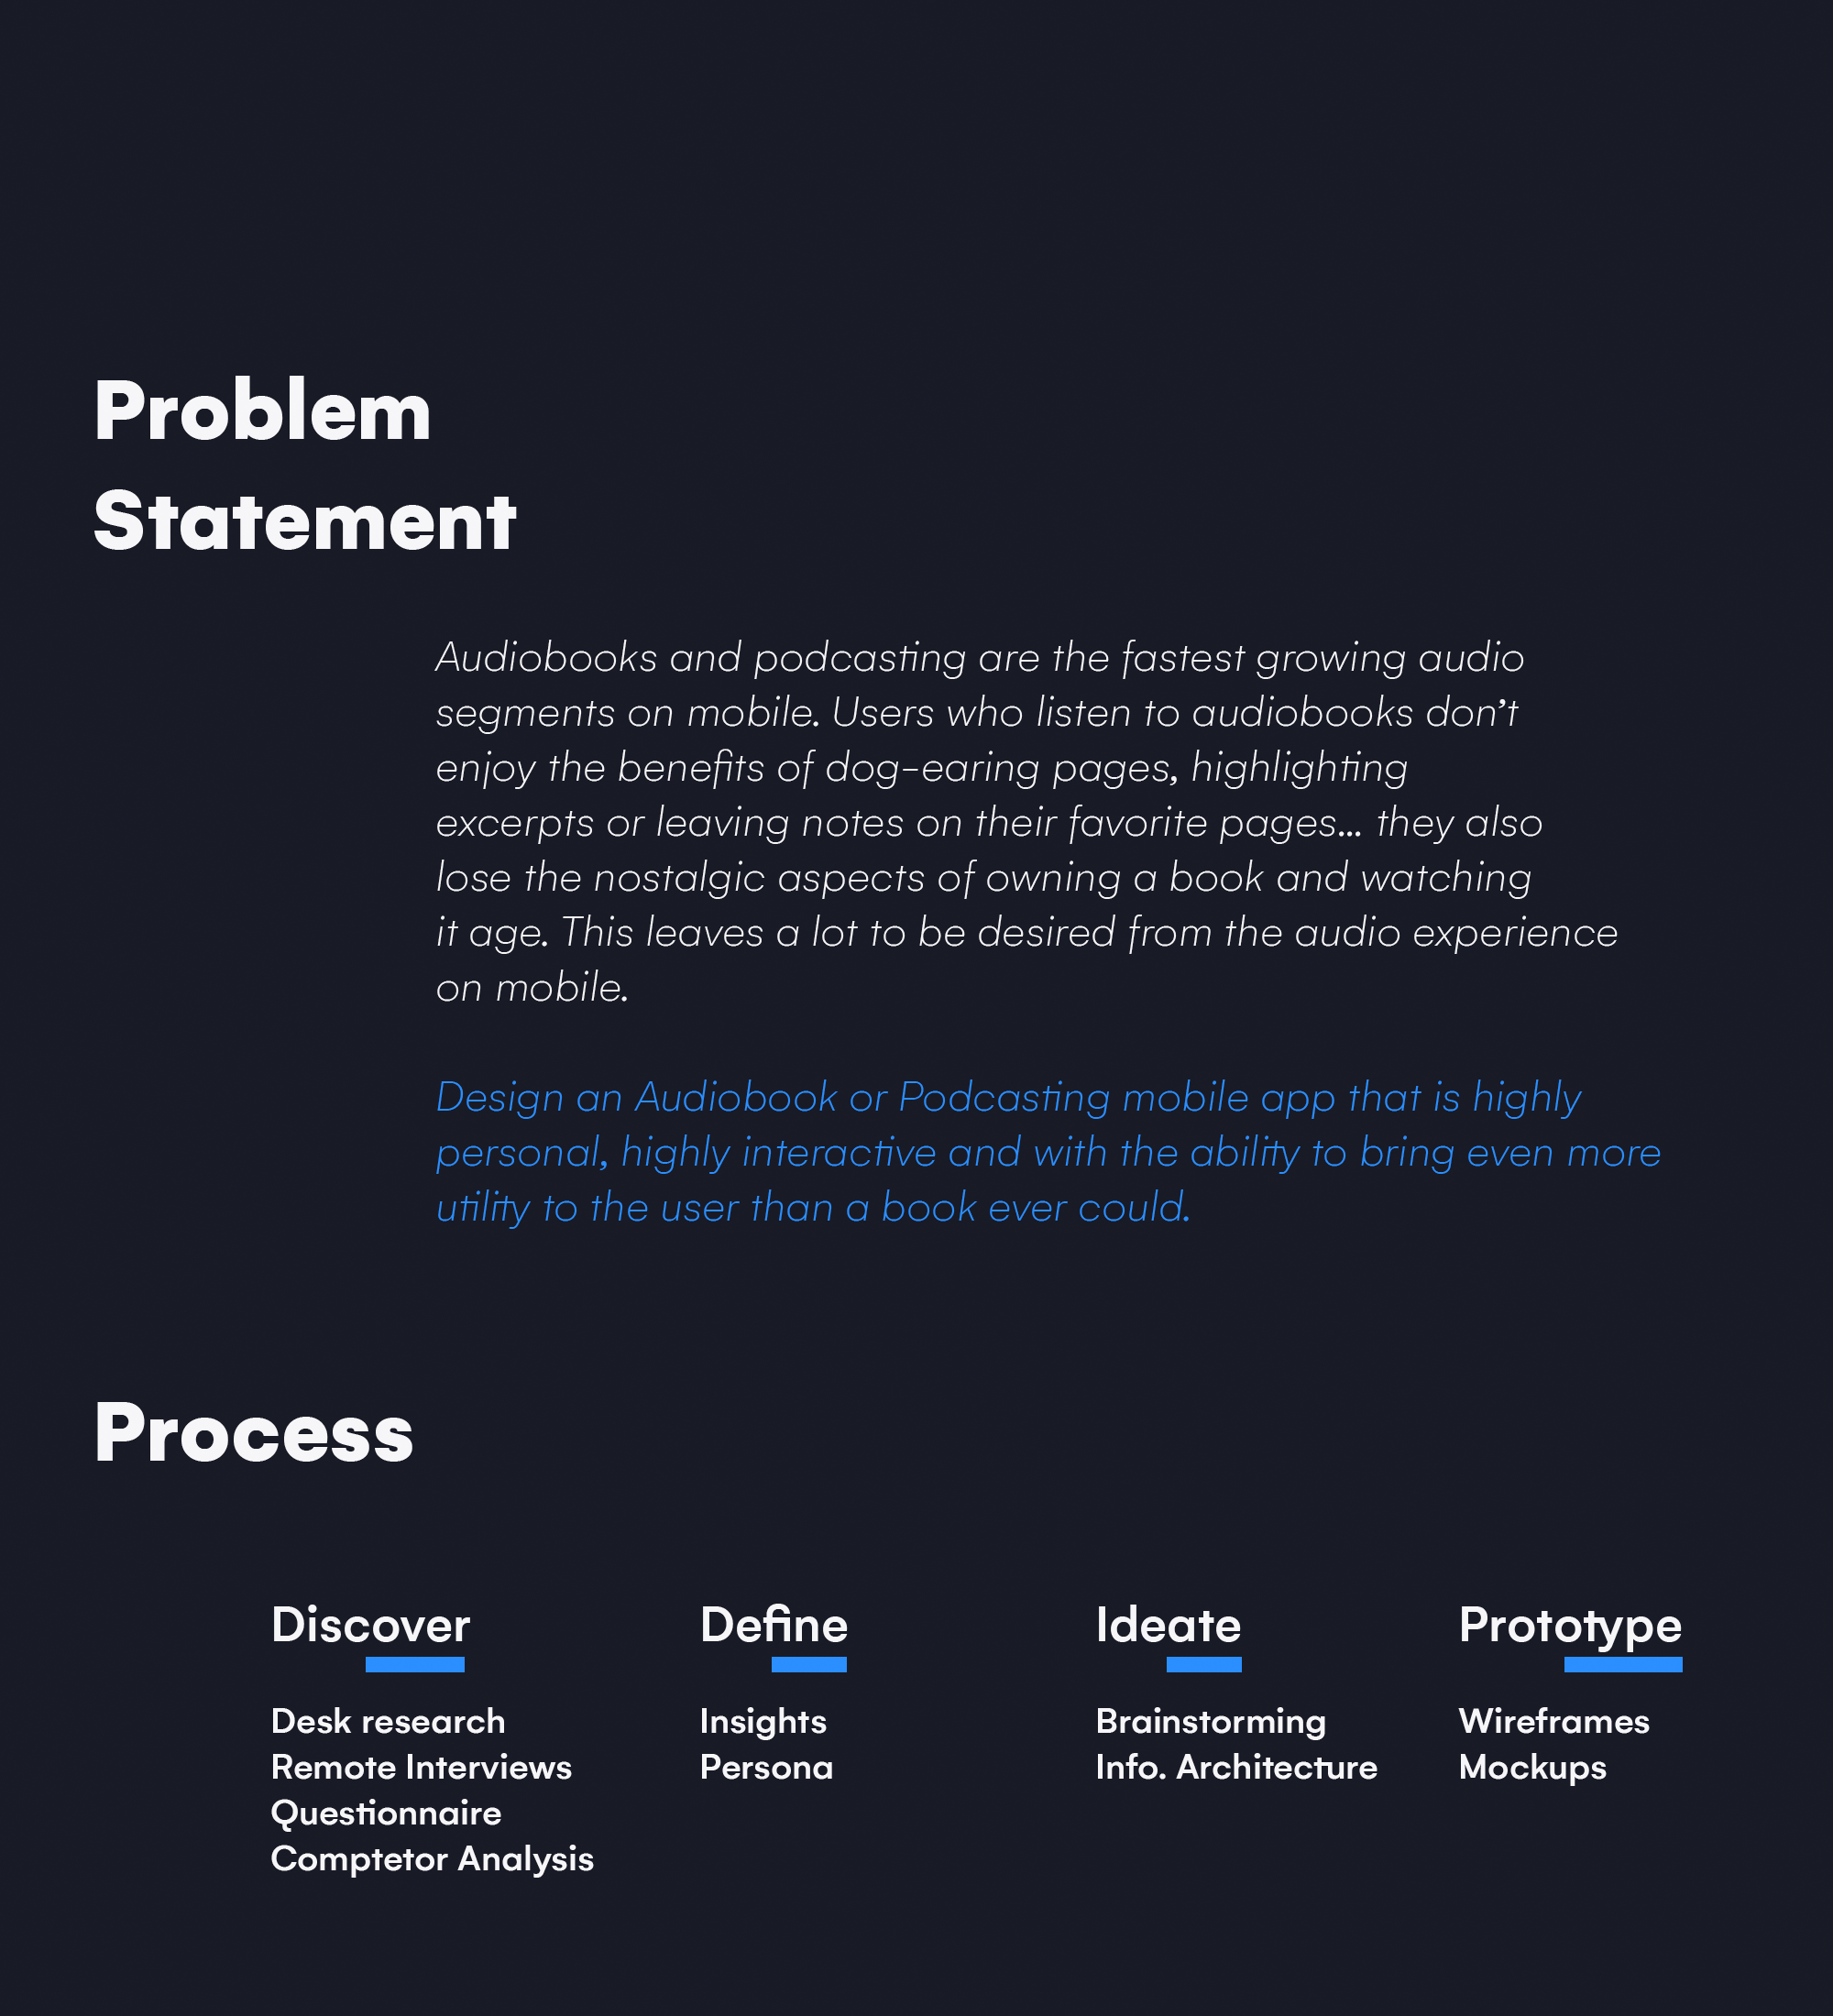 Problem
Statement
Audiobooks and podcasting are the fastest growing audio
segments on mobile. Users who listen to audiobooks don’t
enjoy the benefits of dog-earing pages, highlighting
excerpts or leaving notes on their favorite pages... they also
lose the nostalgic aspects of owning a book and watching
it age. This leaves a lot to be desired from the audio experience
on mobile.
Design an Audiobook or Podcasting mobile app that is highly
personal, highly interactive and with the ability to bring even more
utility to the user than a book ever could.
Process
Discover
Desk research
Remote Interviews
Questionnaire
Comptetor Analysis
Define
Insights
Persona
Ideate
Brainstorming
Info. Architecture
Prototype
Wireframes
Mockups